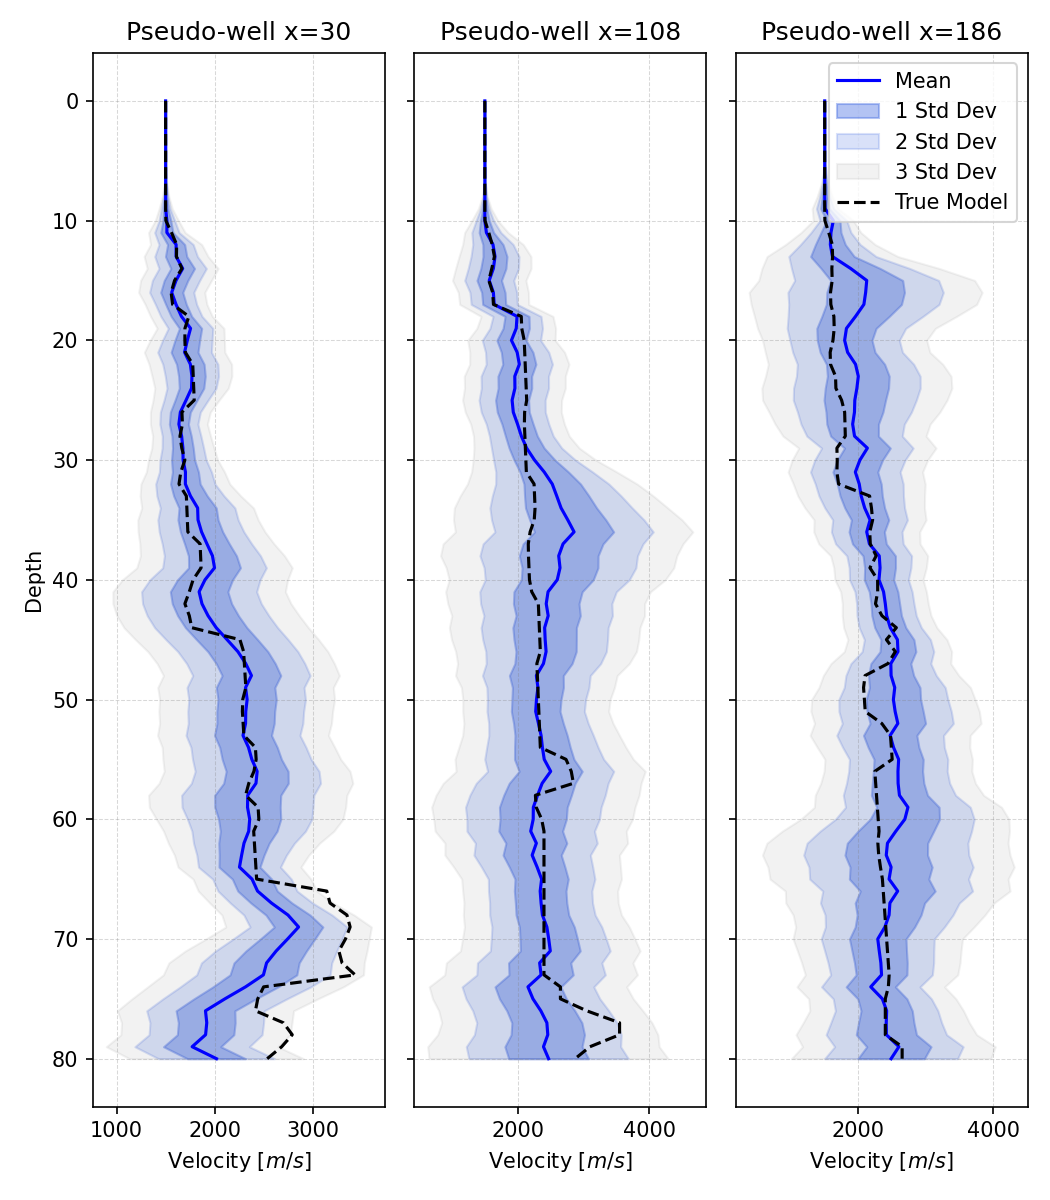 Pseudo-well x=30
Pseudo-well x=108
Pseudo-well x=186
Mean
1 Std Dev
2 Std Dev
3 Std Dev
True Model
Depth
0
10
20
30
40
50
60
70
80
1000 2000 3000
2000 4000
2000 4000
Velocity [m/s]
Velocity [m/s]
Velocity [m/s]